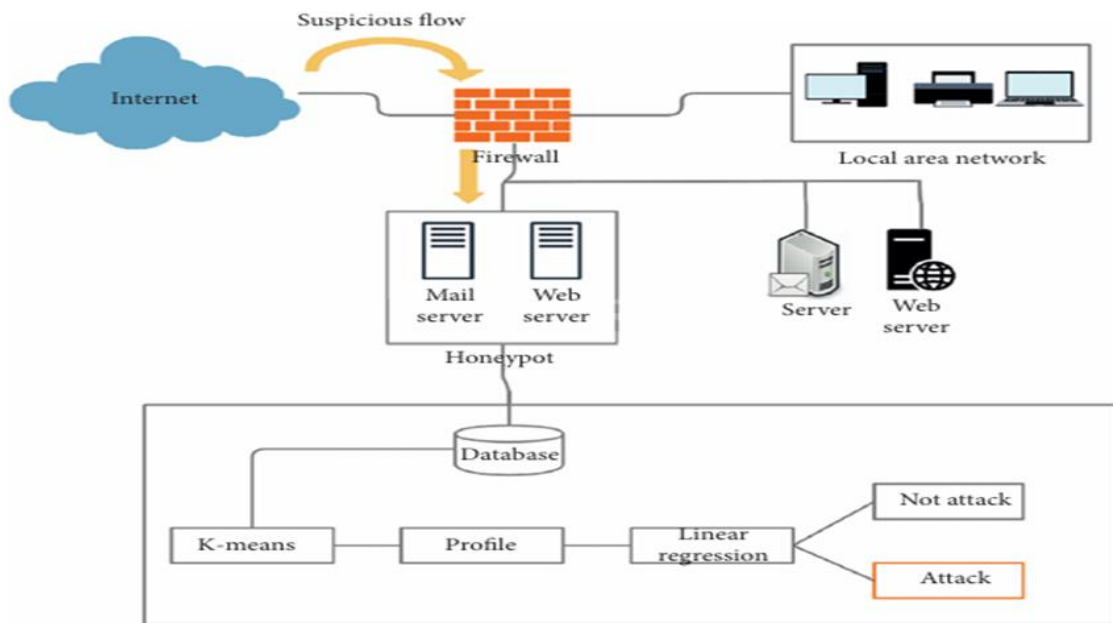 Suspicious flow
Internet
Firewall
Local area network
Mail
server
Web
server
Server
Web
server
Honeypot
Database
K-means
Profile
Linear
regression
Not attack
Attack